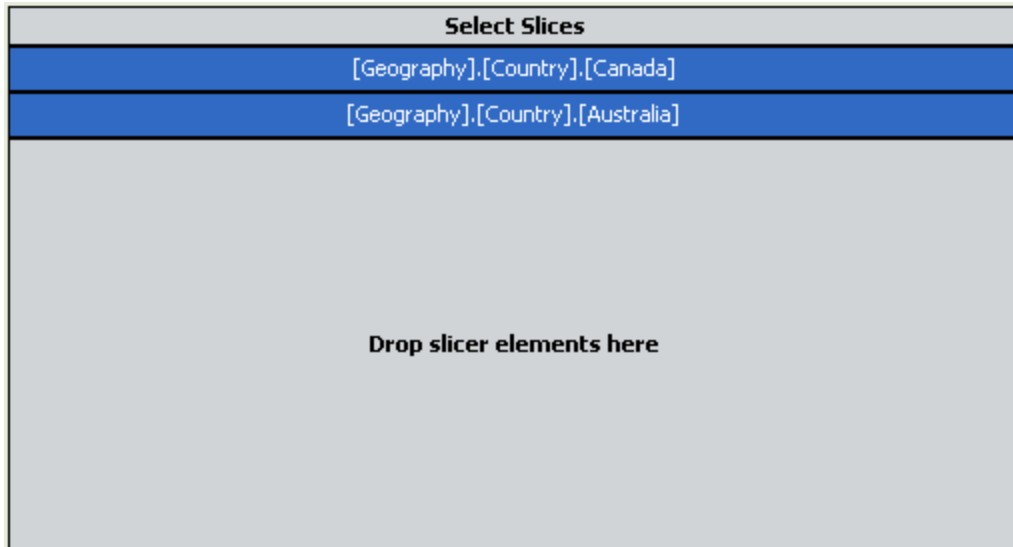 Select Slices
[Geography].[Country].[Canada]
[Geography].[Country].[Australia]
Drop slicer elements here